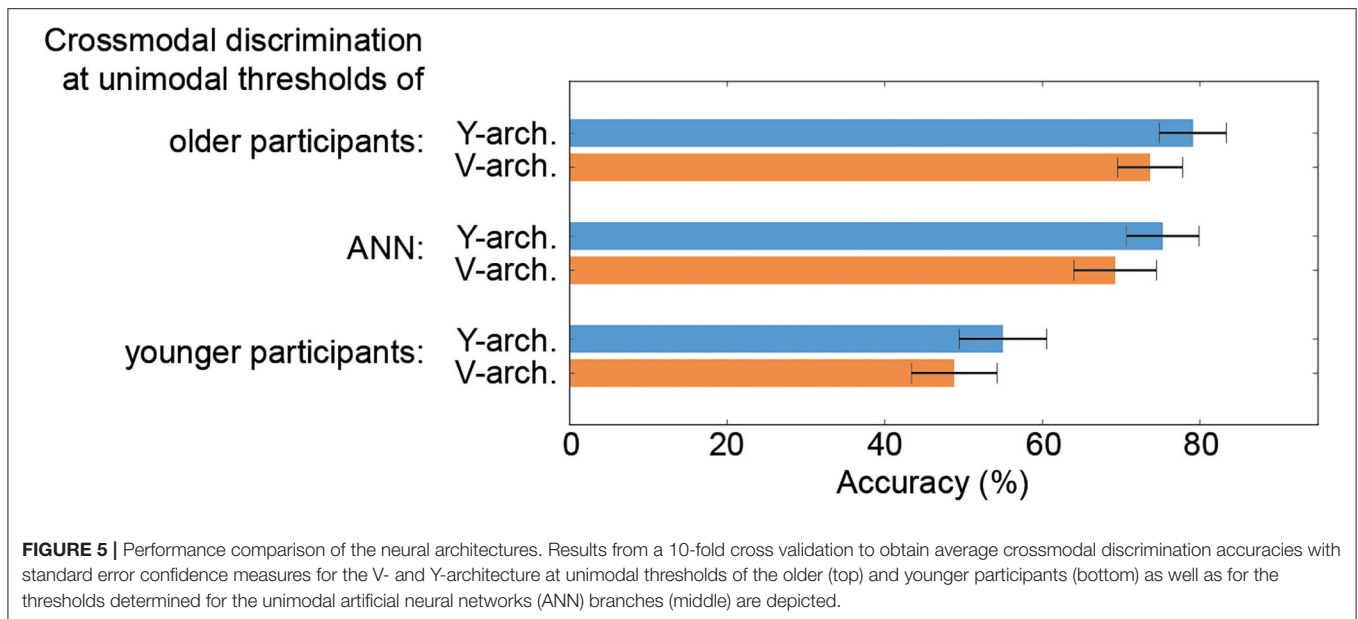 Crossmodal discrimination
at unimodal thresholds of
older participants:
Y-arch.
V-arch.
ANN:
Y-arch.
V-arch.
younger participants:
Y-arch.
V-arch.
0 20 40 60 80
Accuracy (%)
FIGURE 5 | Performance comparison of the neural architectures. Results from a 10-fold cross validation to obtain average crossmodal discrimination accuracies with
standard error confidence measures for the V- and Y-architecture at unimodal thresholds of the older (top) and younger participants (bottom) as well as for the
thresholds determined for the unimodal artificial neural networks (ANN) branches (middle) are depicted.